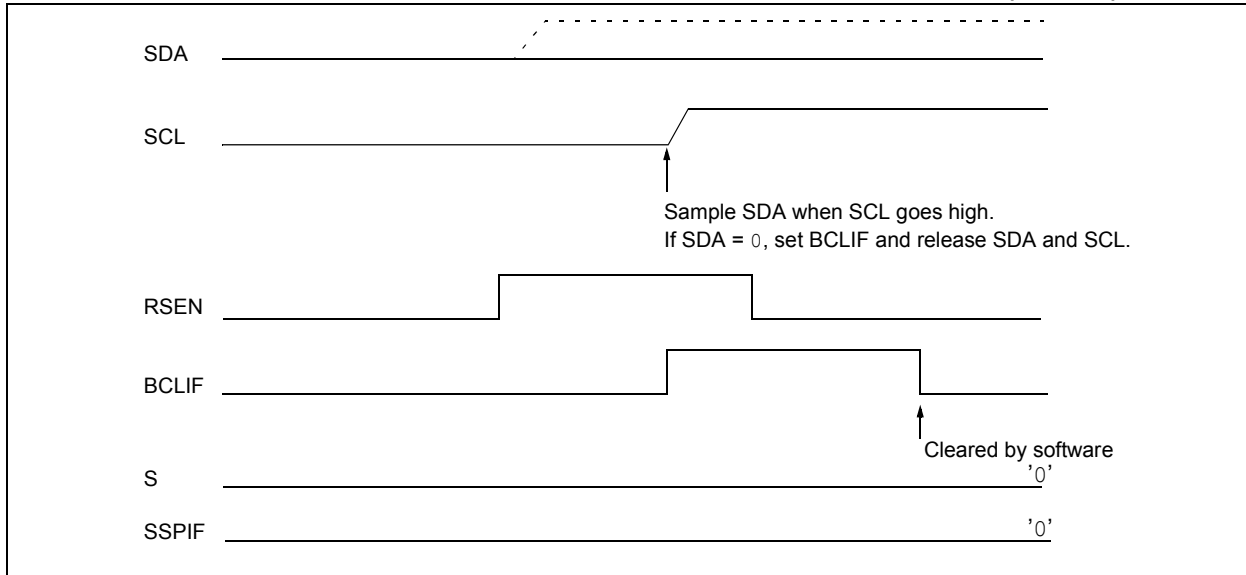 SDA
SCL
Sample SDA when SCL goes high.
If SDA = 0, set BCLIF and release SDA and SCL.
RSEN
BCLIF
Cleared by software
S
'0'
SSPIF
'0'